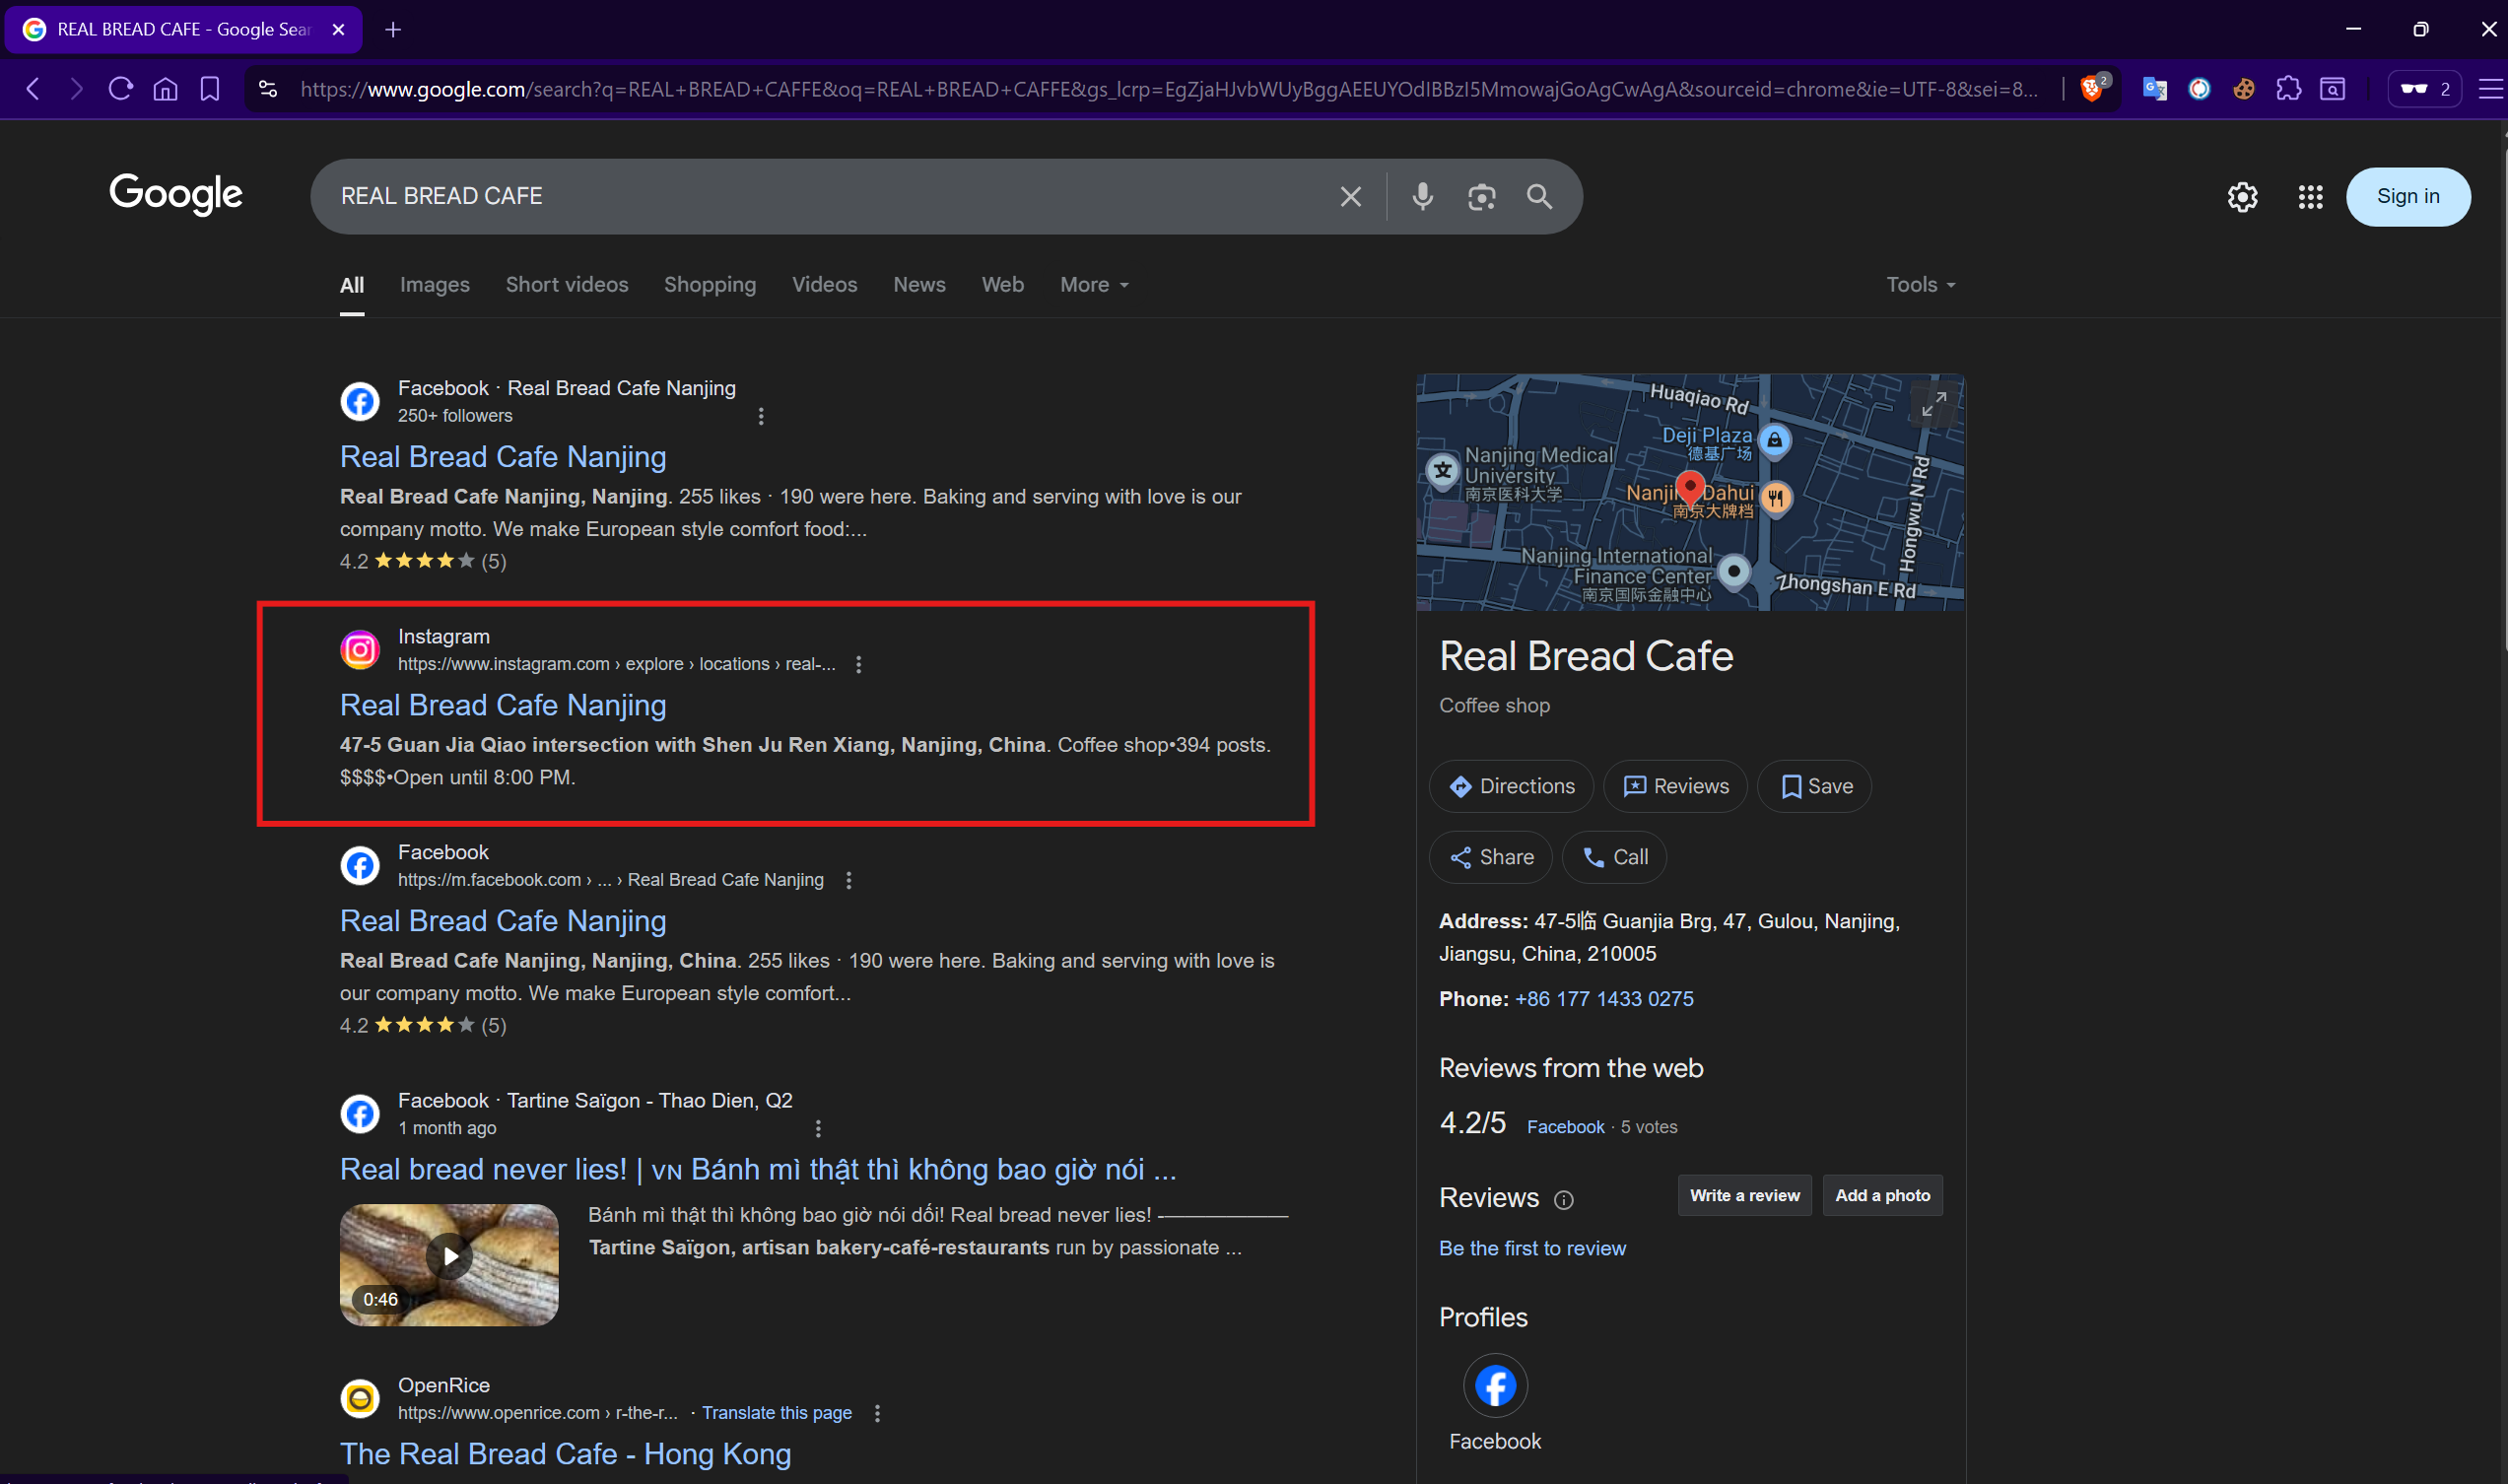 REAL BREAD CAFE - Google Sear
https://www.google.com/search?q=REAL+BREAD+CAFFE&oq=REAL+BREAD+CAFFE&gs_lcrp=EgZjaHJvbWUyBggAEEUYOdIBBzI5MmowajGoAgCwAgA&sourceid=chrome&ie=UTF-8&sei=8...
2
2
Google
REAL BREAD CAFE
Sign in
All Images Short videos Shopping Videos News Web More Tools
Facebook · Real Bread Cafe Nanjing
250+ followers
Real Bread Cafe Nanjing
Real Bread Cafe Nanjing, Nanjing. 255 likes · 190 were here. Baking and serving with love is our
company motto. We make European style comfort food:...
4.2 ★★★★★ (5)
Instagram
https://www.instagram.com › explore › locations › real-...
Real Bread Cafe Nanjing
47-5 Guan Jia Qiao intersection with Shen Ju Ren Xiang, Nanjing, China. Coffee shop•394 posts.
$$$$•Open until 8:00 PM.
Facebook
https://m.facebook.com › ... › Real Bread Cafe Nanjing
Real Bread Cafe Nanjing
Real Bread Cafe Nanjing, Nanjing, China. 255 likes · 190 were here. Baking and serving with love is
our company motto. We make European style comfort...
4.2 ★★★★★ (5)
Facebook · Tartine Saïgon - Thao Dien, Q2
1 month ago
Real bread never lies! | VN Bánh mì thật thì không bao giờ nói ...
0:46
Bánh mì thật thì không bao giờ nói dối! Real bread never lies! -——————
Tartine Saïgon, artisan bakery-café-restaurants run by passionate ...
OpenRice
https://www.openrice.com › r-the-r... · Translate this page
The Real Bread Cafe - Hong Kong
Huaqiao Rd
Deji Plaza
德基广场
Nanjing Medical
University
南京医科大学
Dahui
南京大牌档
Hongwu N Rd
Nanjing International
Finance Center
南京国际金融中心
Zhongshan E Rd
Real Bread Cafe
Coffee shop
Directions
Reviews
Save
Share
Call
Address: 47-5临 Guanjia Brg, 47, Gulou, Nanjing,
Jiangsu, China, 210005
Phone: +86 177 1433 0275
Reviews from the web
4.2/5 Facebook · 5 votes
Reviews
Write a review
Add a photo
Be the first to review
Profiles
Facebook